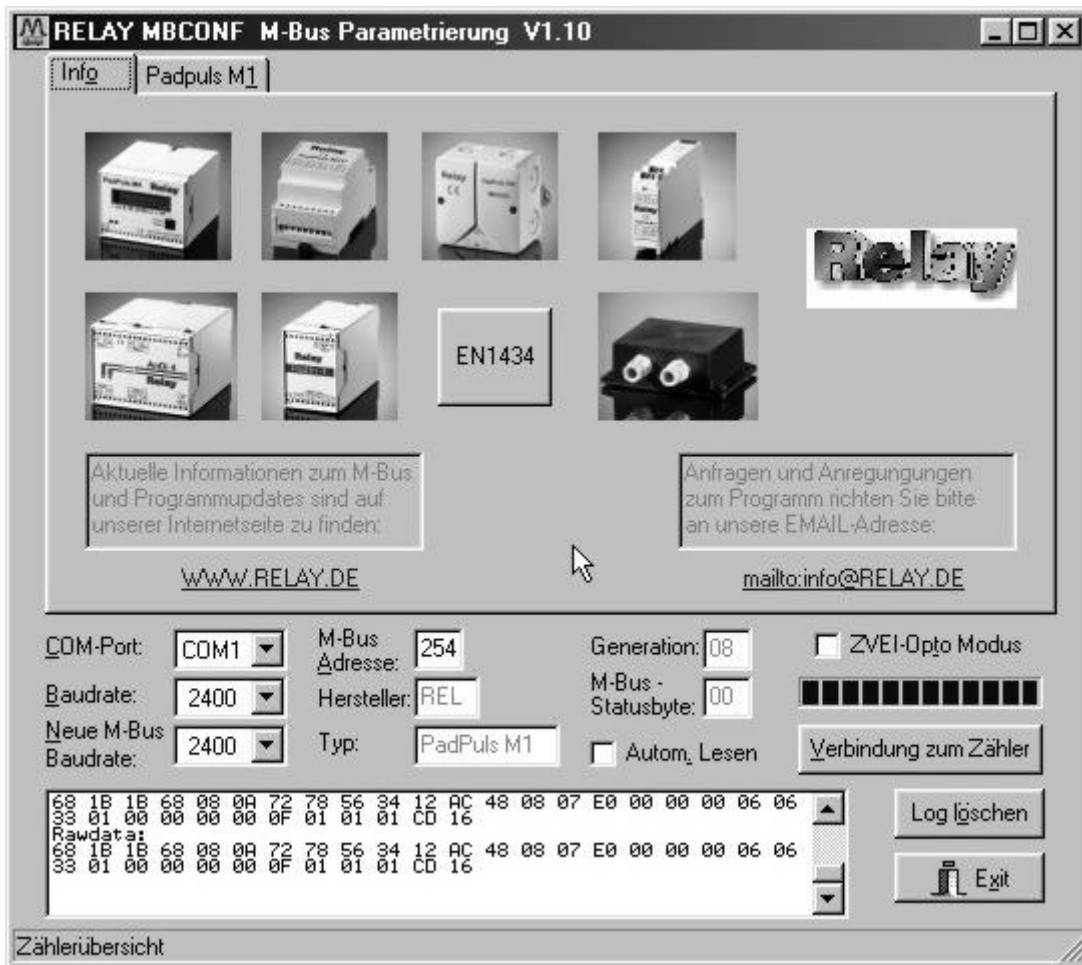 RELAY MBCONF M-Bus Parametrierung V1.10
Info
Padpuls M1
Relay
EN1434
Aktuelle Informationen zum M-Bus
und Programmupdates sind auf
unserer Internetseite zu finden:
Anfragen und Anregungungen
zum Programm richten Sie bitte
an unsere EMAIL-Adresse:
WWW.RELAY.DE
mailto:info@RELAY.DE
COM-Port:
COM1
M-Bus
Adresse:
254
Generation:
08
ZVEI-Opto Modus
Baudrate:
2400
Hersteller:
REL
M-Bus -
Statusbyte:
00
Neue M-Bus
Baudrate:
2400
Typ:
PadPuls M1
Autom. Lesen
Verbindung zum Zähler
68 1B 1B 68 08 0A 72 78 56 34 12 AC 48 08 07 E0 00 00 00 06 06
33 01 00 00 00 00 0F 01 01 01 CD 16
Rawdata:
68 1B 1B 68 08 0A 72 78 56 34 12 AC 48 08 07 E0 00 00 00 06 06
33 01 00 00 00 00 0F 01 01 01 CD 16
Log löschen
Exit
Zählerübersicht